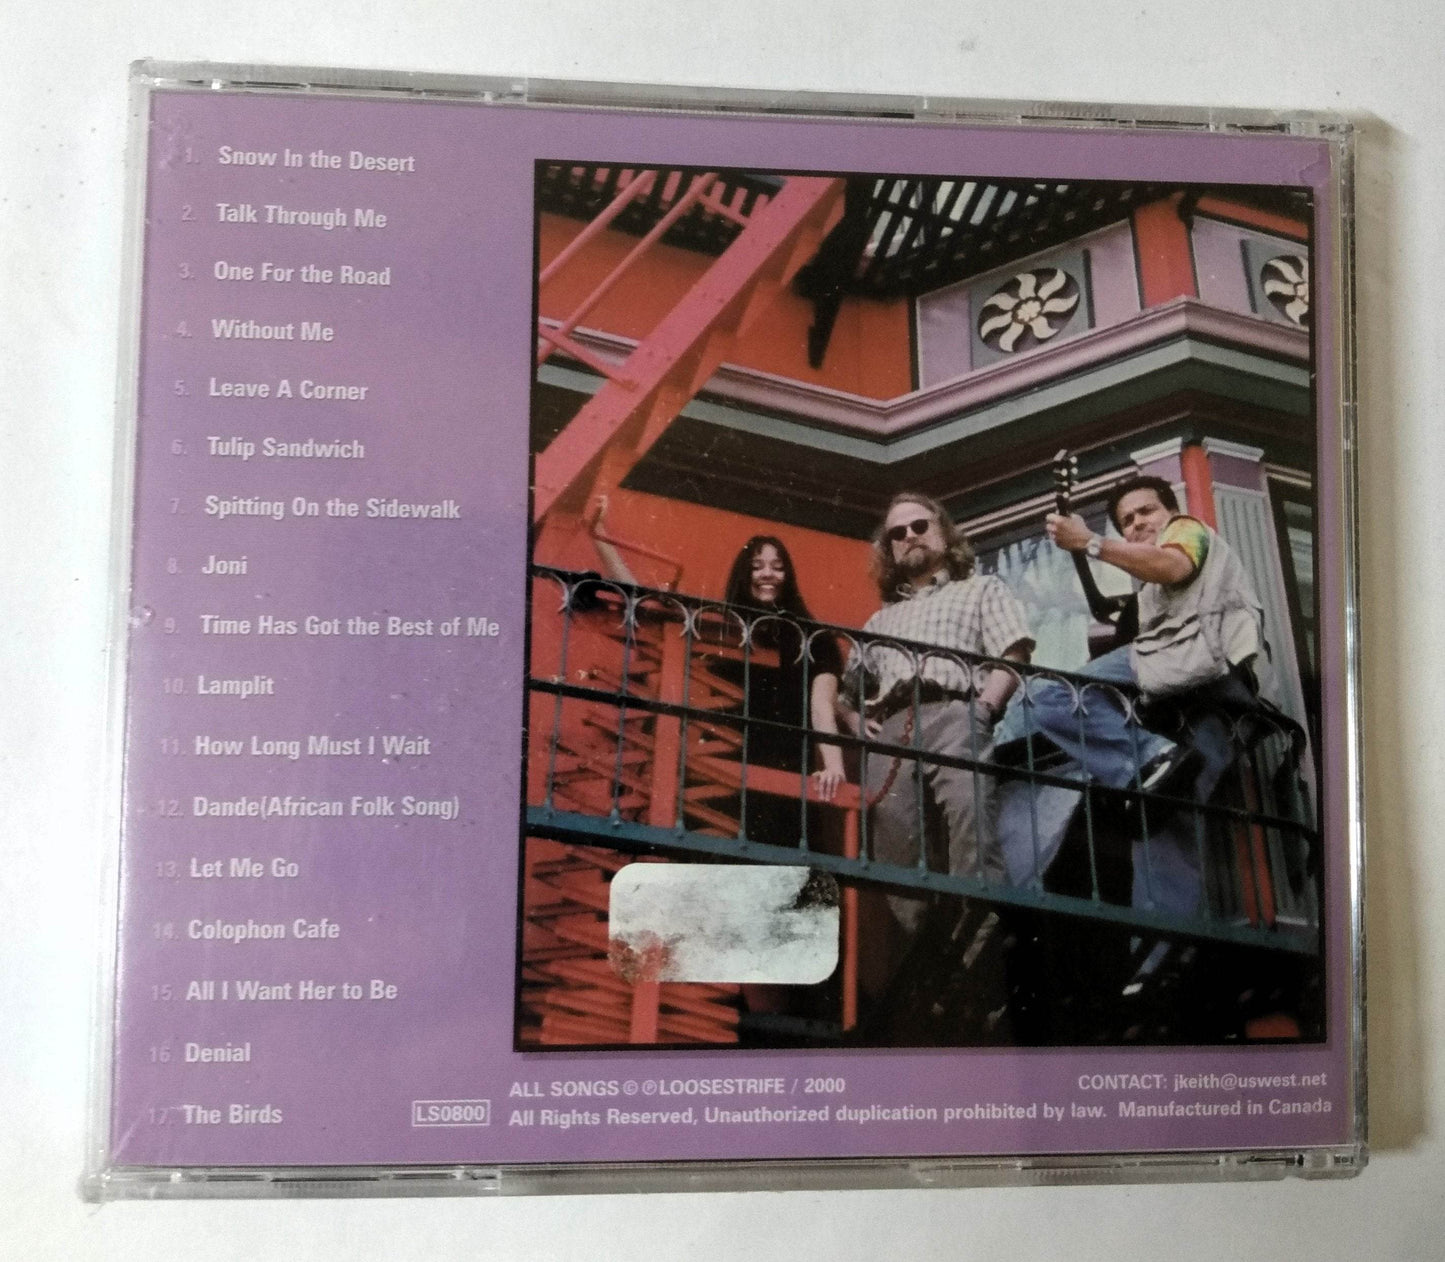 1. Snow In the Desert
2. Talk Through Me
3. One For the Road
4. Without Me
5. Leave A Corner
6. Tulip Sandwich
7. Spitting On the Sidewalk
8. Joni
9. Time Has Got the Best of Me
10. Lamplit
11. How Long Must I Wait
12. Dande(African Folk Song)
13. Let Me Go
14. Colophon Cafe
15. All I Want Her to Be
16. Denial
17. The Birds
LS0800
ALL SONGS © ℗ LOOSESTRIFE / 2000
CONTACT: jkeith@uswest.net
All Rights Reserved, Unauthorized duplication prohibited by law. Manufactured in Canada